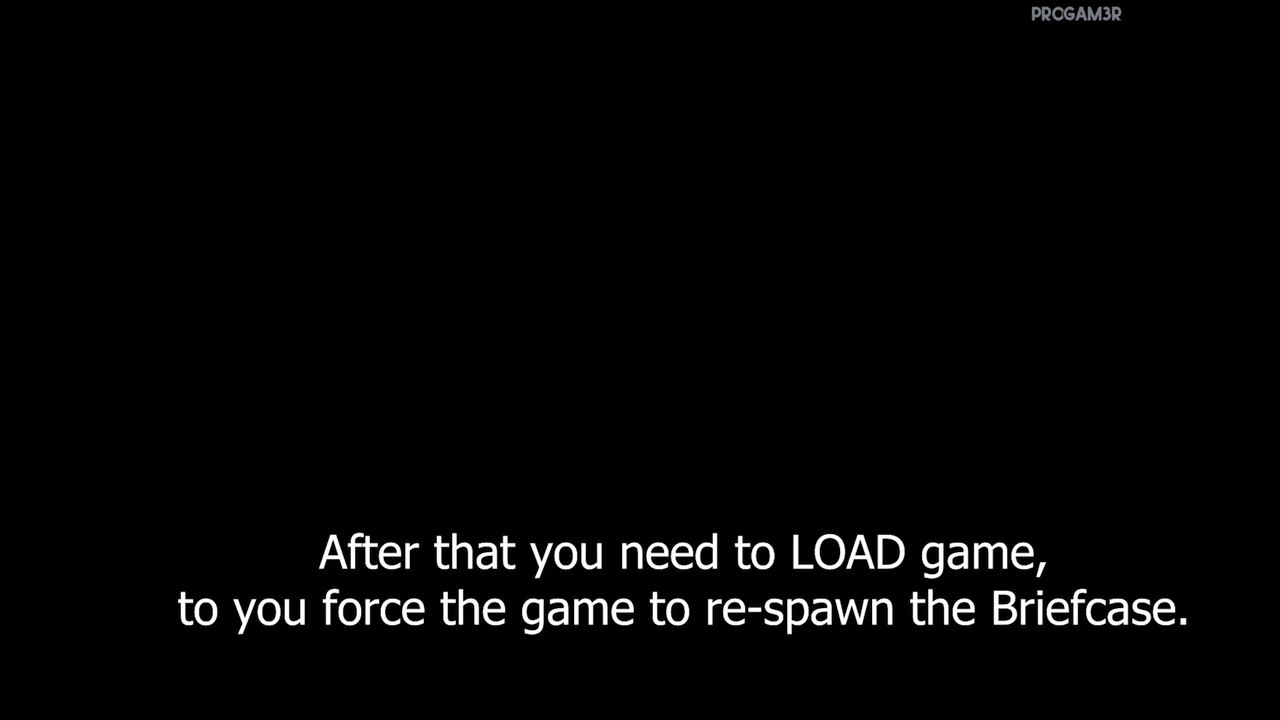 PROGAM3R
After that you need to LOAD game,
to you force the game to re-spawn the Briefcase.